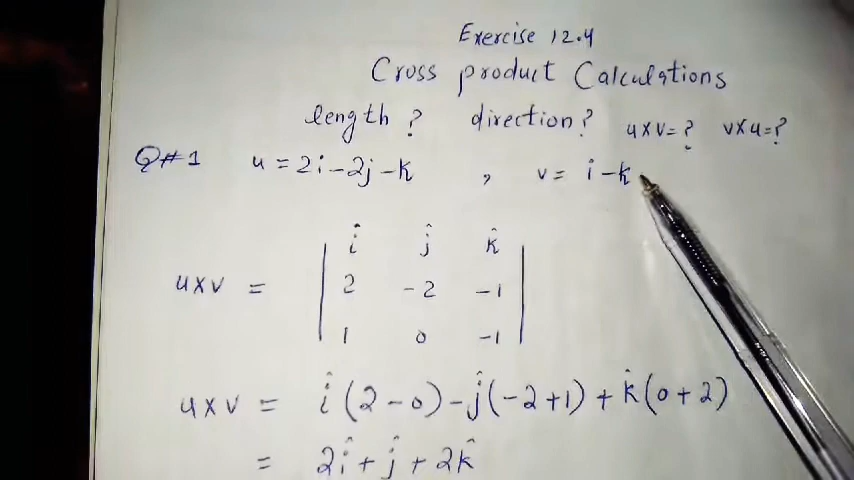 Exercise 12.4
Cross product Calculations
length ? direction? u×v=? v×u=?
Q#1 u = 2i-2j-k , v = i-k
î ĵ k̂
u×v = 2 -2 -1
1 0 -1
u×v = î(2-0)-ĵ(-2+1)+k̂(0+2)
= 2î+ĵ+2k̂